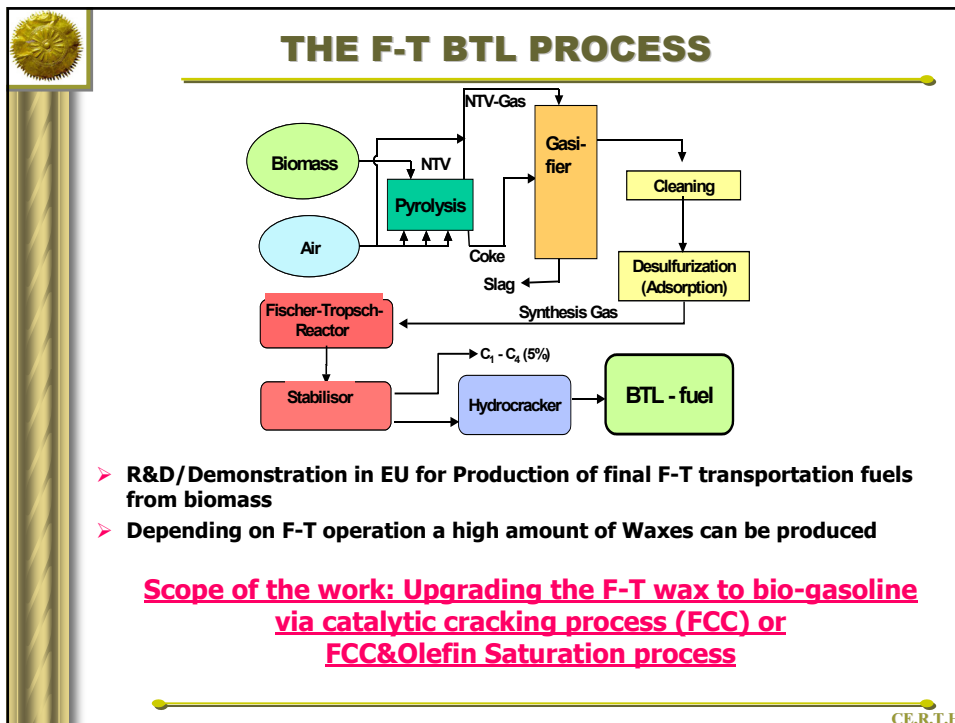 THE F-T BTL PROCESS
NTV-Gas
Biomass
NTV
Gasi-
fier
Cleaning
Pyrolysis
Air
Coke
Desulfurization
(Adsorption)
Slag
Fischer-Tropsch-
Reactor
Synthesis Gas
C₁ - C₄ (5%)
Stabilisor
Hydrocracker
BTL - fuel
➢ R&D/Demonstration in EU for Production of final F-T transportation fuels
from biomass
➢ Depending on F-T operation a high amount of Waxes can be produced
Scope of the work: Upgrading the F-T wax to bio-gasoline
via catalytic cracking process (FCC) or
FCC&Olefin Saturation process
CE.R.T.H